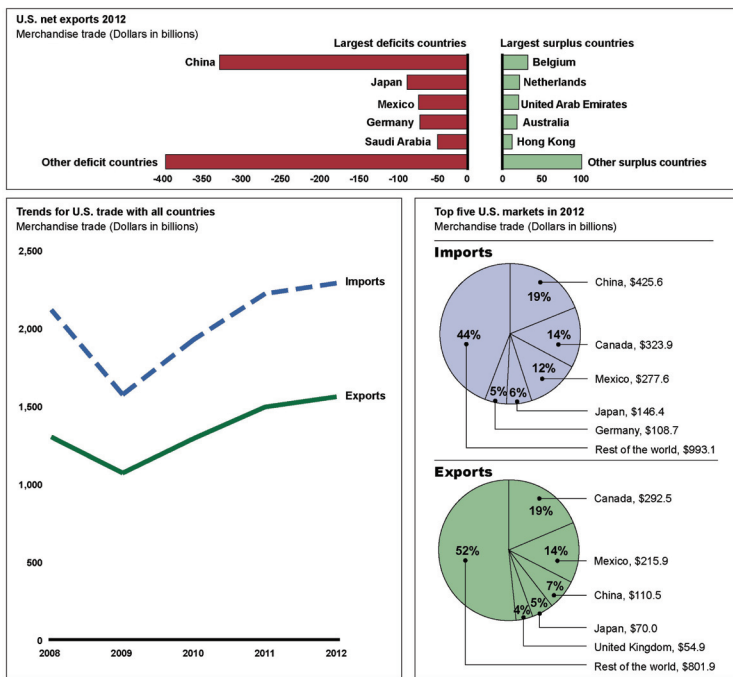 U.S. net exports 2012
Merchandise trade (Dollars in billions)
Largest deficits countries
Largest surplus countries
China
Belgium
Japan
Netherlands
Mexico
United Arab Emirates
Germany
Australia
Saudi Arabia
Hong Kong
Other deficit countries
Other surplus countries
-400 -350 -300 -250 -200 -150 -100 -50 0
0 50 100
Trends for U.S. trade with all countries
Merchandise trade (Dollars in billions)
2,500
Imports
2,000
1,500
Exports
1,000
500
0
2008 2009 2010 2011 2012
Top five U.S. markets in 2012
Merchandise trade (Dollars in billions)
Imports
China, $425.6
19%
44%
14%
Canada, $323.9
12%
Mexico, $277.6
5%
6%
Japan, $146.4
Germany, $108.7
Rest of the world, $993.1
Exports
Canada, $292.5
19%
52%
14%
Mexico, $215.9
7%
China, $110.5
5%
4%
Japan, $70.0
United Kingdom, $54.9
Rest of the world, $801.9